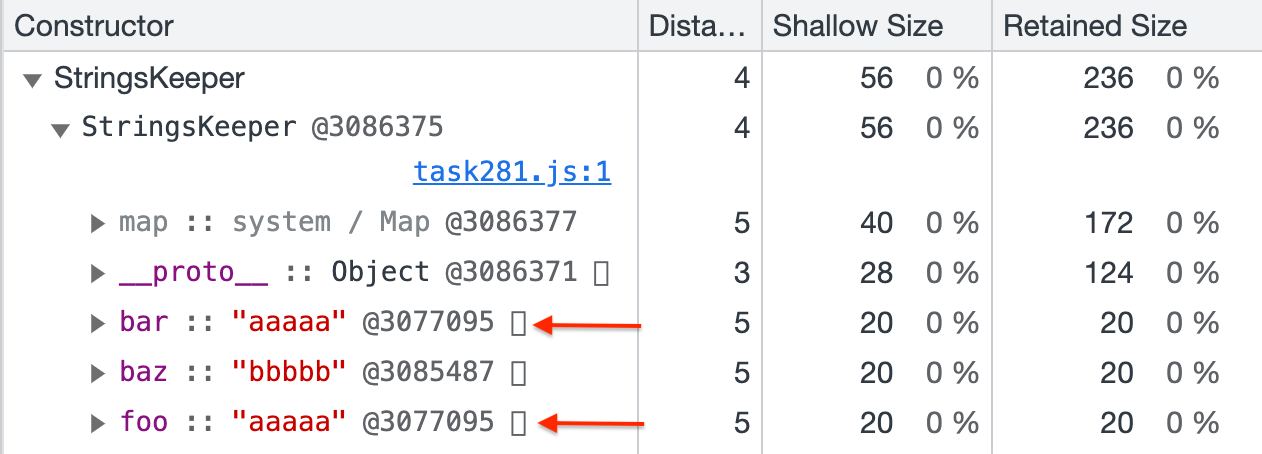 Constructor Dista… Shallow Size Retained Size
▼ StringsKeeper 4 56 0 % 236 0 %
▼ StringsKeeper @3086375 4 56 0 % 236 0 %
task281.js:1
▶ map :: system / Map @3086377 5 40 0 % 172 0 %
▶ __proto__ :: Object @3086371 ▯ 3 28 0 % 124 0 %
▶ bar :: "aaaaa" @3077095 ▯ 5 20 0 % 20 0 %
▶ baz :: "bbbbb" @3085487 ▯ 5 20 0 % 20 0 %
▶ foo :: "aaaaa" @3077095 ▯ 5 20 0 % 20 0 %